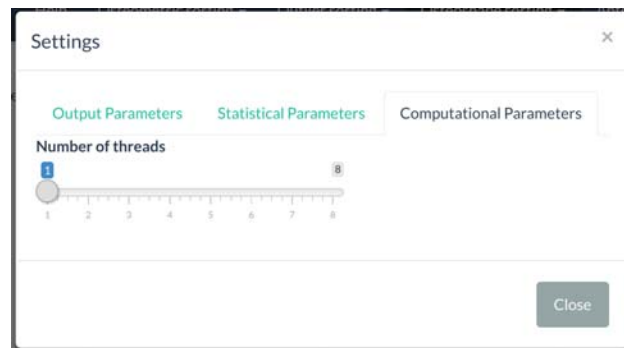 Settings
×
Output Parameters Statistical Parameters Computational Parameters
Number of threads
1 8
1 2 3 4 5 6 7 8
Close